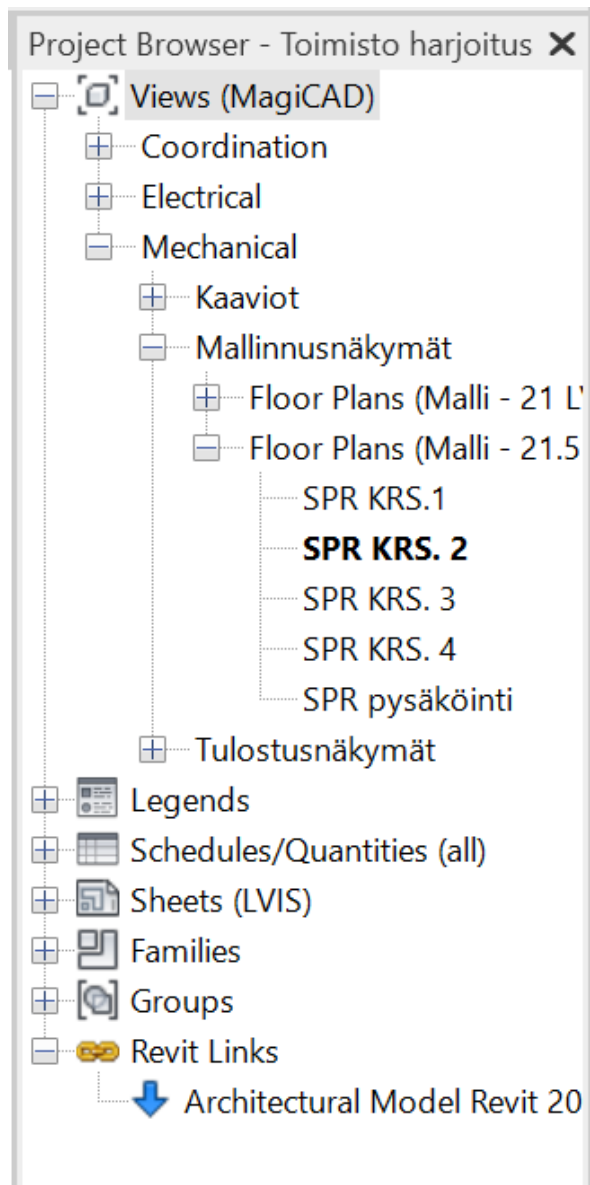 Project Browser - Toimisto harjoitus
Views (MagiCAD)
Coordination
Electrical
Mechanical
Kaaviot
Mallinnusnäkymät
Floor Plans (Malli - 21
Floor Plans (Malli - 21.5
SPR KRS.1
SPR KRS. 2
SPR KRS. 3
SPR KRS. 4
SPR pysäköinti
Tulostusnäkymät
Legends
Schedules/Quantities (all)
Sheets (LVIS)
Families
Groups
Revit Links
Architectural Model Revit 20